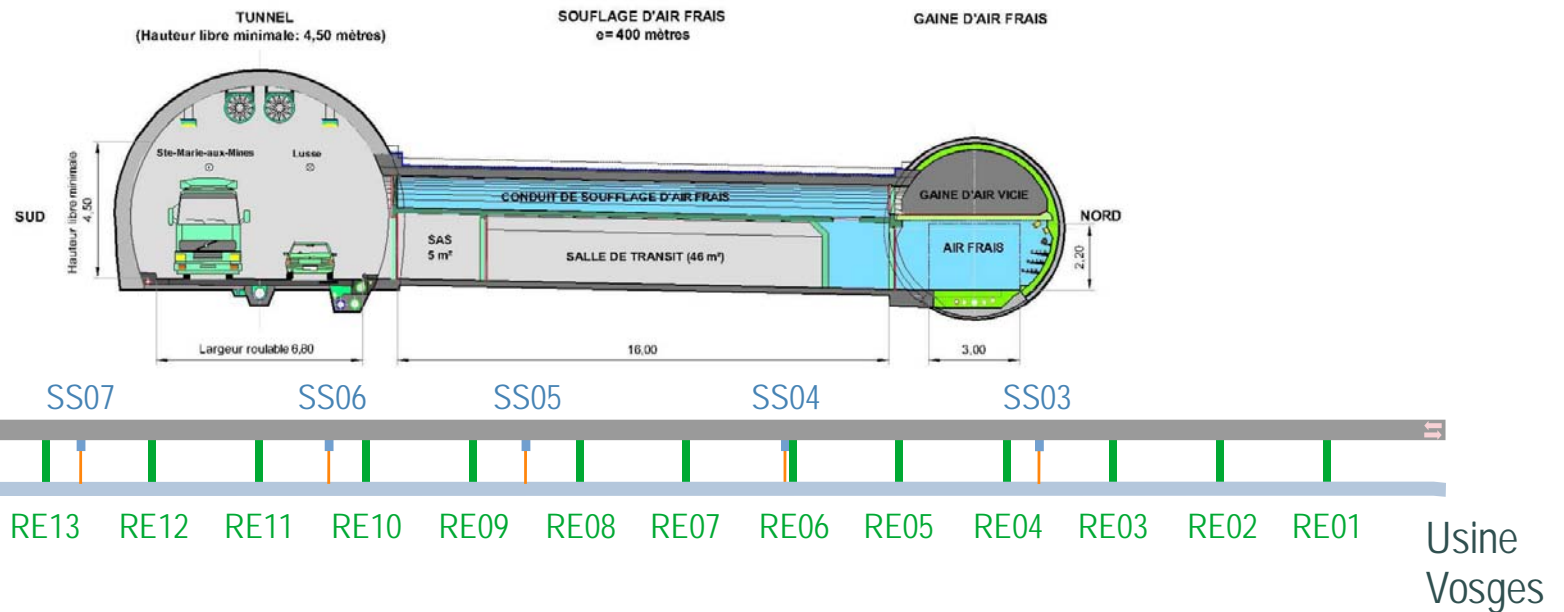 TUNNEL
(Hauteur libre minimale: 4,50 mètres)
SOUFLAGE D'AIR FRAIS
e= 400 mètres
GAINE D'AIR FRAIS
Ste-Marie-aux-Mines
Lusse
Hauteur libre minimale
4,50
SUD
CONDUIT DE SOUFFLAGE D'AIR FRAIS
GAINE D'AIR VICIE
NORD
SAS
5 m²
SALLE DE TRANSIT (46 m²)
AIR FRAIS
2,20
Largeur roulable 6,80
16,00
3,00
SS07 SS06 SS05 SS04 SS03
RE13 RE12 RE11 RE10 RE09 RE08 RE07 RE06 RE05 RE04 RE03 RE02 RE01
Usine
Vosges